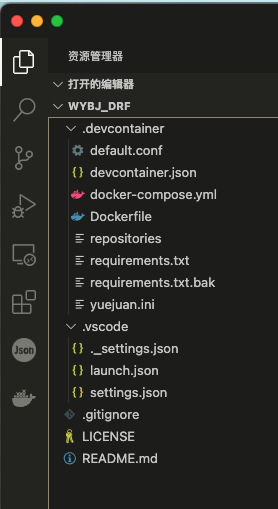 资源管理器
打开的编辑器
WYBJ_DRF
.devcontainer
default.conf
devcontainer.json
docker-compose.yml
Dockerfile
repositories
requirements.txt
requirements.txt.bak
yuejuan.ini
.vscode
._settings.json
launch.json
settings.json
Json
.gitignore
LICENSE
README.md